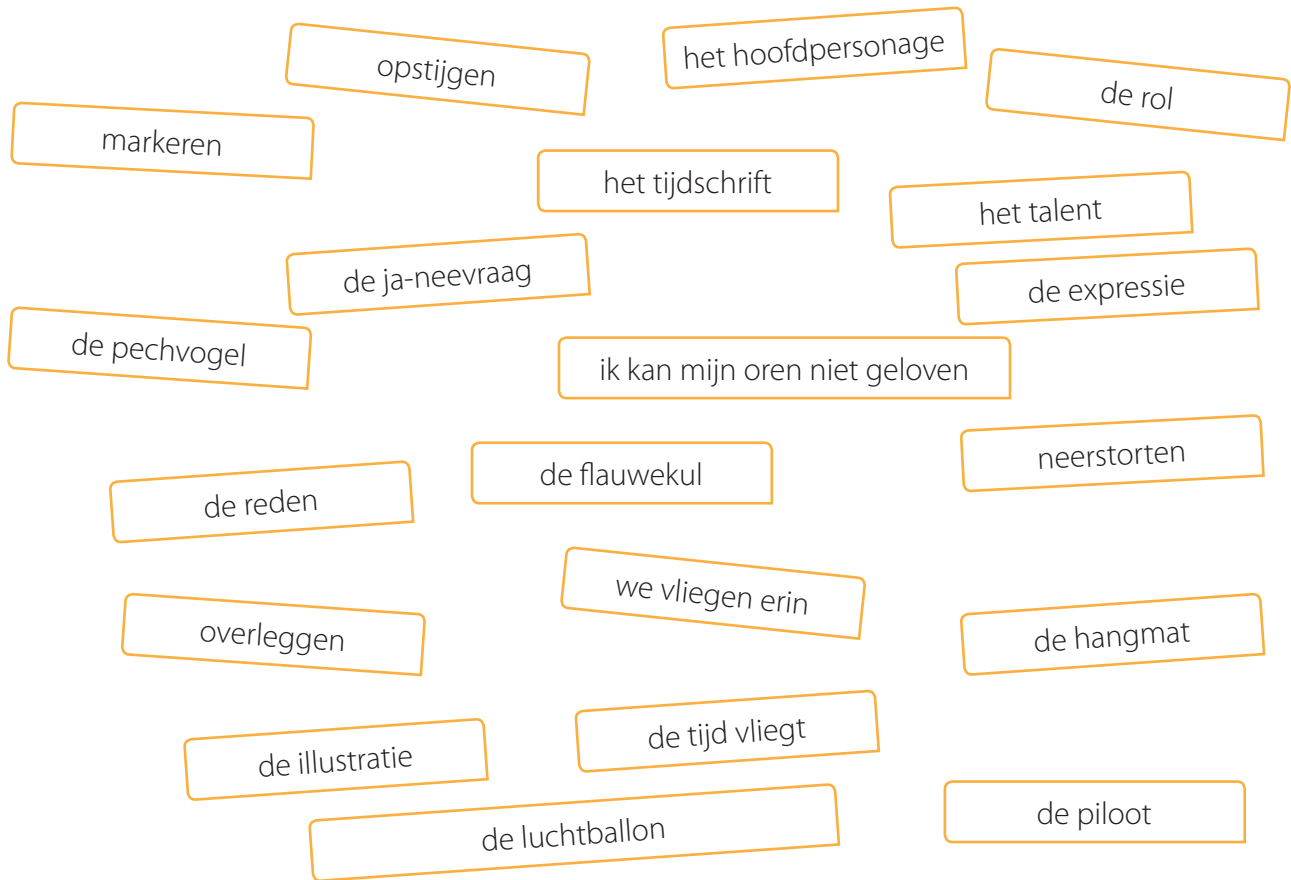 opstijgen
het hoofdpersonage
de rol
markeren
het tijdschrift
het talent
de ja-neevraag
de expressie
de pechvogel
ik kan mijn oren niet geloven
neerstorten
de flauwekul
de reden
we vliegen erin
overleggen
de hangmat
de tijd vliegt
de illustratie
de piloot
de luchtballon